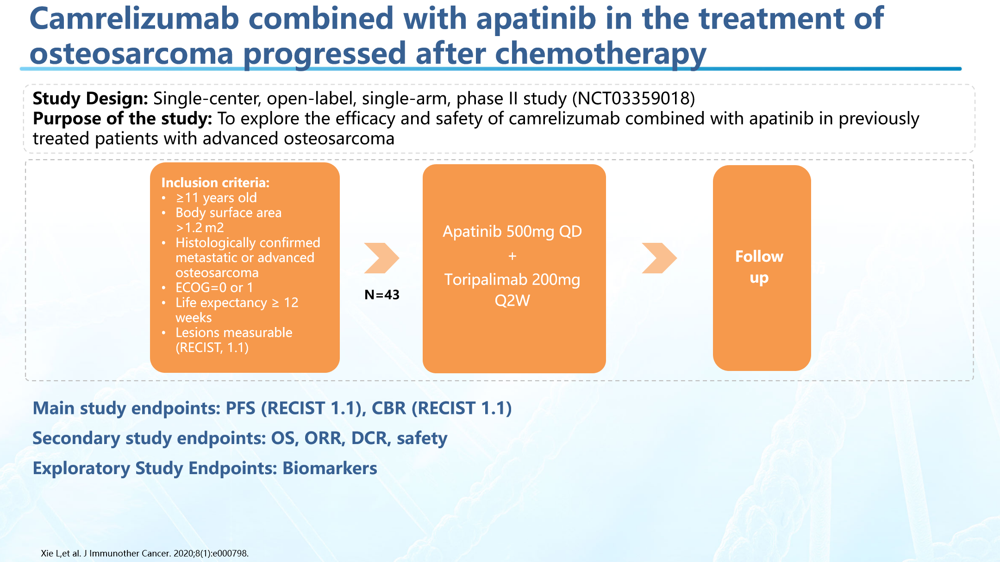 Camrelizumab combined with apatinib in the treatment of
osteosarcoma progressed after chemotherapy
Study Design: Single-center, open-label, single-arm, phase II study (NCT03359018)
Purpose of the study: To explore the efficacy and safety of camrelizumab combined with apatinib in previously
treated patients with advanced osteosarcoma
Inclusion criteria:
• ≥11 years old
• Body surface area
>1.2 m2
• Histologically confirmed
metastatic or advanced
osteosarcoma
• ECOG=0 or 1
• Life expectancy ≥ 12
weeks
• Lesions measurable
(RECIST, 1.1)
N=43
Apatinib 500mg QD
+
Toripalimab 200mg
Q2W
Follow
up
Main study endpoints: PFS (RECIST 1.1), CBR (RECIST 1.1)
Secondary study endpoints: OS, ORR, DCR, safety
Exploratory Study Endpoints: Biomarkers
Xie L,et al. J Immunother Cancer. 2020;8(1):e000798.